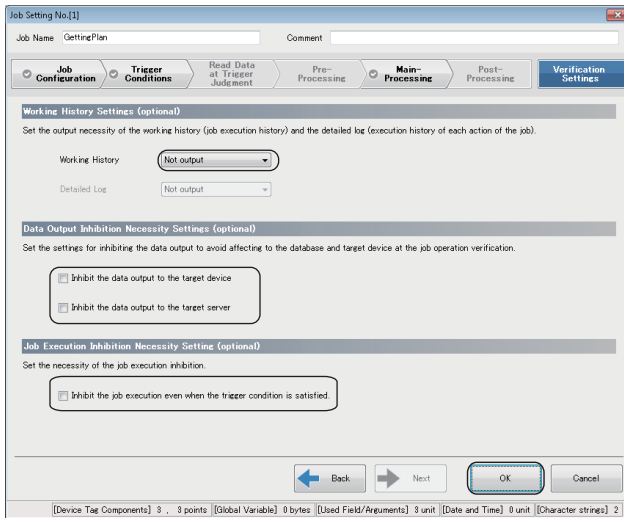 Job Setting No.[1]
Job Name GettingPlan Comment
Job Configuration Trigger Conditions Read Data at Trigger Judgment Pre-Processing Main-Processing Post-Processing Verification Settings
Working History Settings (optional)
Set the output necessity of the working history (job execution history) and the detailed log (execution history of each action of the job).
Working History Not output
Detailed Log Not output
Data Output Inhibition Necessity Settings (optional)
Set the settings for inhibiting the data output to avoid affecting to the database and target device at the job operation verification.
Inhibit the data output to the target device
Inhibit the data output to the target server
Job Execution Inhibition Necessity Setting (optional)
Set the necessity of the job execution inhibition.
Inhibit the job execution even when the trigger condition is satisfied.
Back Next OK Cancel
[Device Tag Components] 3 , 3 points [Global Variable] 0 bytes [Used Field/Arguments] 3 unit [Date and Time] 0 unit [Character strings] 2